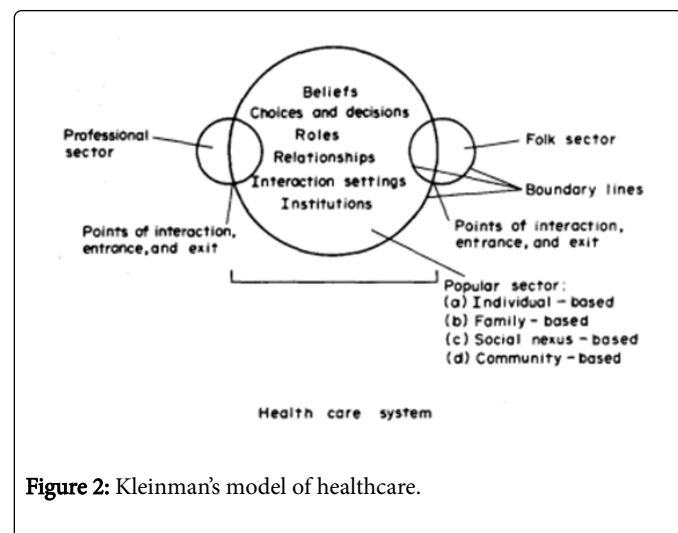 Beliefs
Choices and decisions
Roles
Relationships
Interaction settings
Institutions
Professional
sector
Folk sector
Boundary lines
Points of interaction,
entrance, and exit
Points of interaction,
entrance, and exit
Popular sector:
(a) Individual - based
(b) Family - based
(c) Social nexus - based
(d) Community - based
Health care system
Figure 2: Kleinman's model of healthcare.